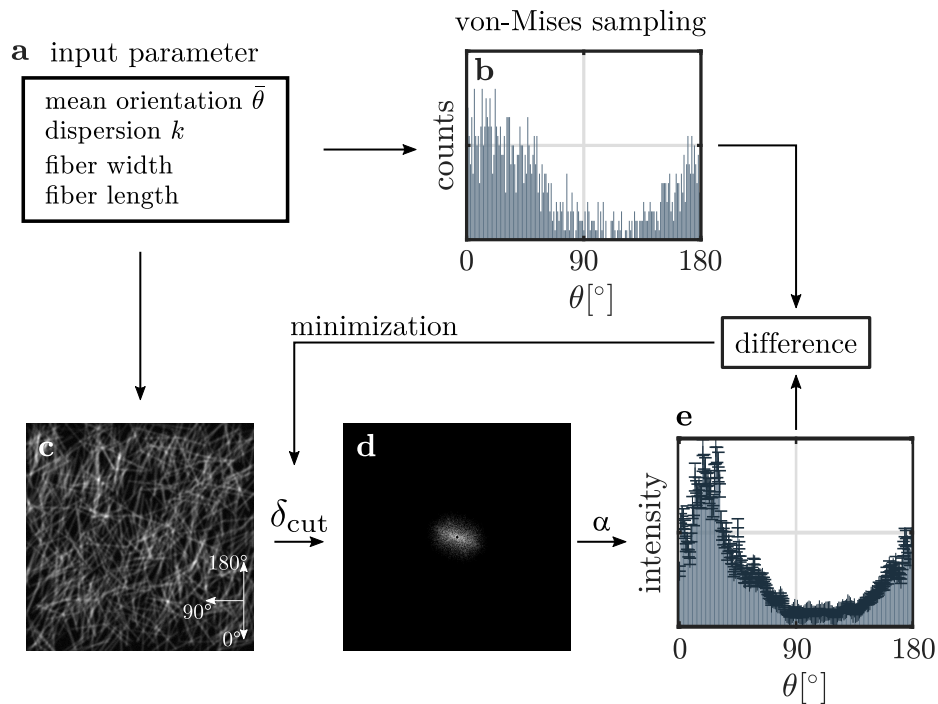 a input parameter
mean orientation θ̄
dispersion k
fiber width
fiber length
von-Mises sampling
b
counts
0 90 180
θ[°]
minimization
difference
c
180°
90°
0°
δcut
d
α
e
intensity
0 90 180
θ[°]